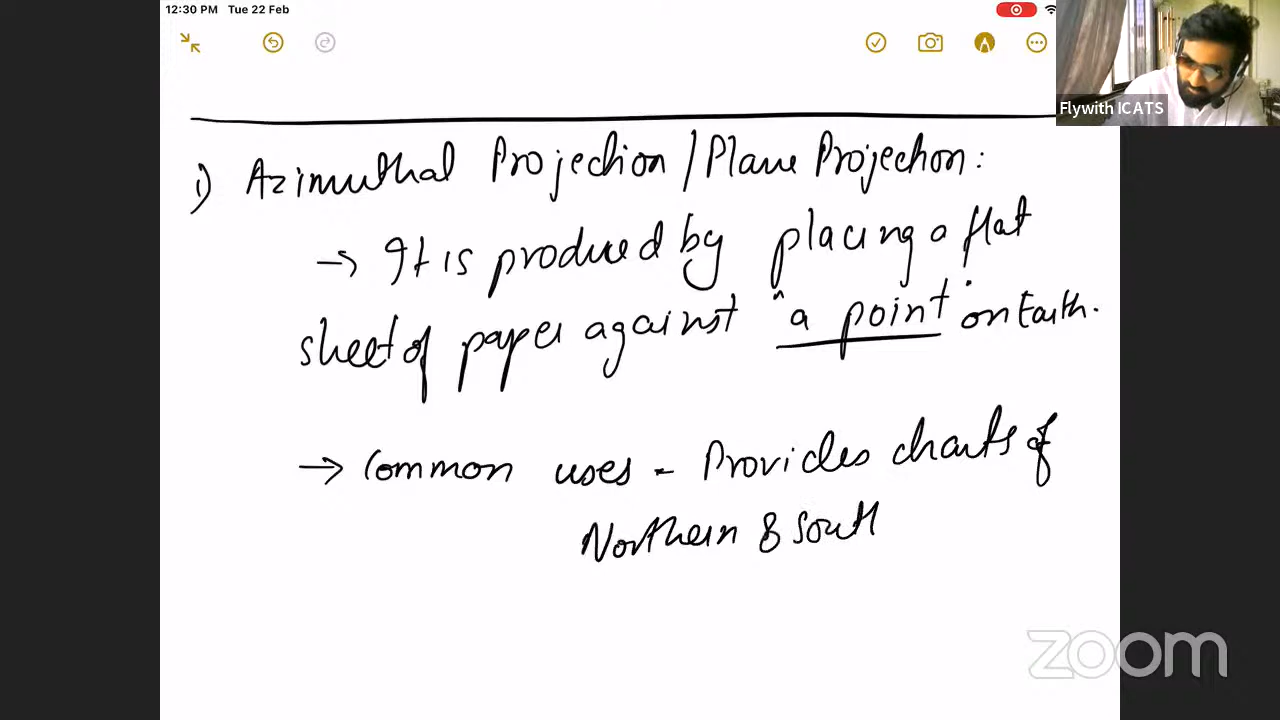 12:30 PM Tue 22 Feb
Flywith ICATS
i) Azimuthal Projection / Plane Projection :
→ It is produced by placing a flat
sheet of paper against "a point" on Earth.
→ Common uses - Provides charts of
Northern & South
zoom